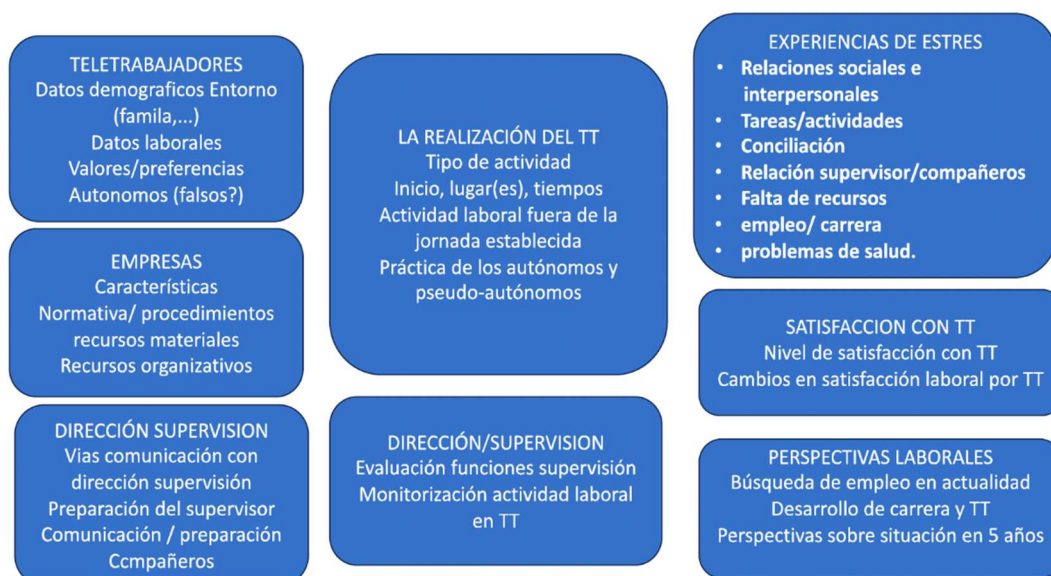 TELETRABAJADORES
Datos demograficos Entorno
(famila,...)
Datos laborales
Valores/preferencias
Autonomos (falsos?)
EMPRESAS
Características
Normativa/ procedimientos
recursos materiales
Recursos organizativos
DIRECCIÓN SUPERVISION
Vias comunicación con
dirección supervisión
Preparación del supervisor
Comunicación / preparación
Ccmpañeros
LA REALIZACIÓN DEL TT
Tipo de actividad
Inicio, lugar(es), tiempos
Actividad laboral fuera de la
jornada establecida
Práctica de los autónomos y
pseudo-autónomos
DIRECCIÓN/SUPERVISION
Evaluación funciones supervisión
Monitorización actividad laboral
en TT
EXPERIENCIAS DE ESTRES
• Relaciones sociales e
interpersonales
• Tareas/actividades
• Conciliación
• Relación supervisor/compañeros
• Falta de recursos
• empleo/ carrera
• problemas de salud.
SATISFACCION CON TT
Nivel de satisfacción con TT
Cambios en satisfacción laboral por TT
PERSPECTIVAS LABORALES
Búsqueda de empleo en actualidad
Desarrollo de carrera y TT
Perspectivas sobre situación en 5 años